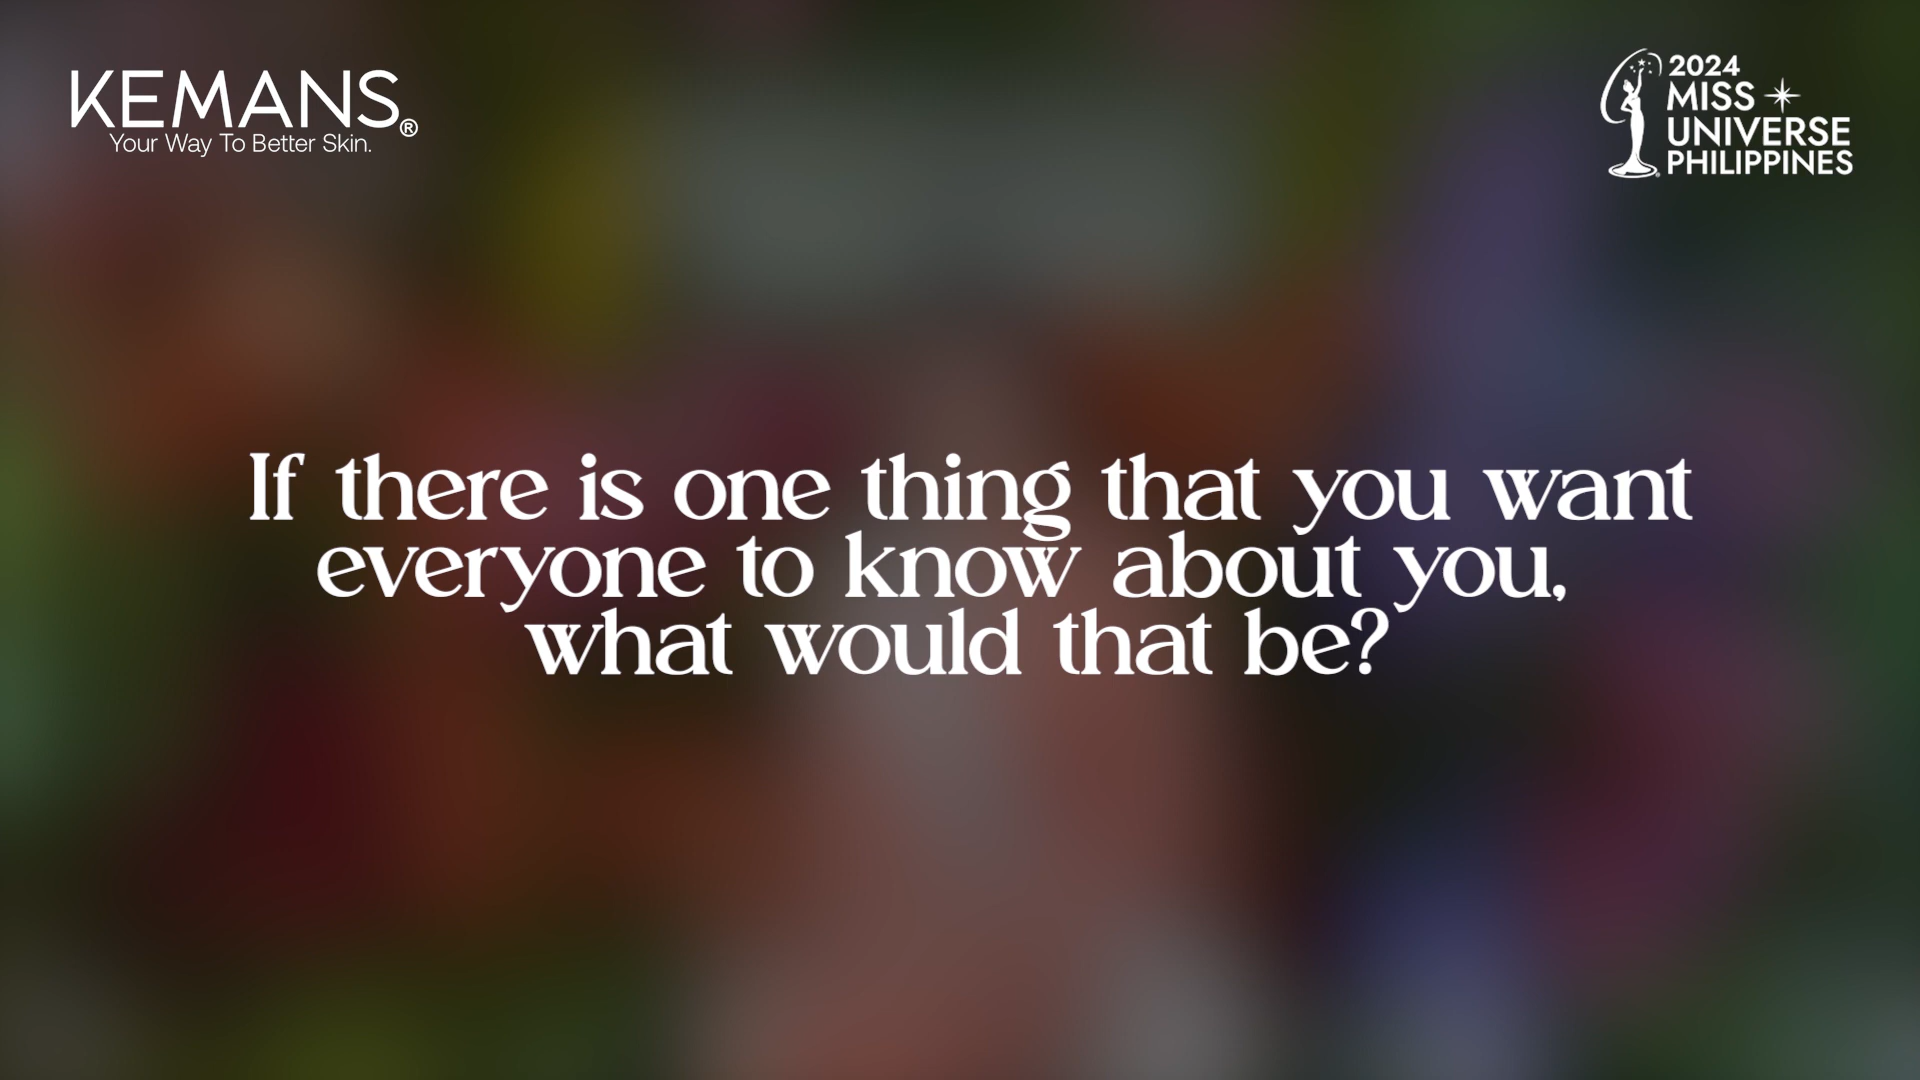 KEMANS®
Your Way To Better Skin.
2024
MISS
UNIVERSE
PHILIPPINES
If there is one thing that you want
everyone to know about you,
what would that be?